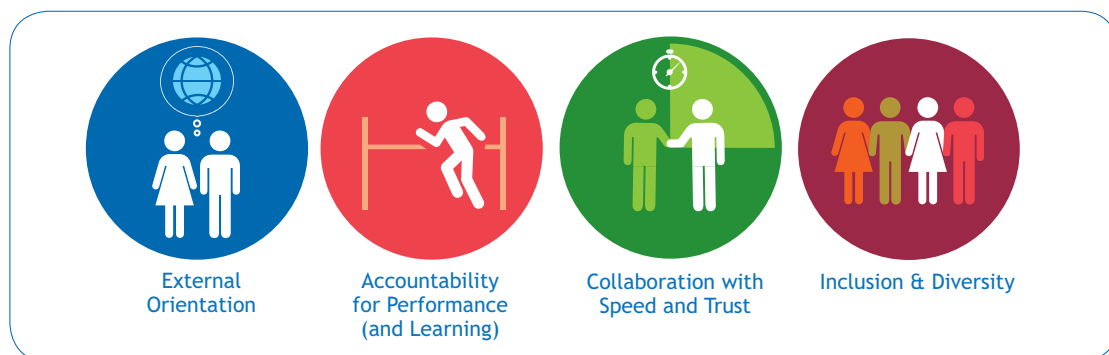 External
Orientation
Accountability
for Performance
(and Learning)
Collaboration with
Speed and Trust
Inclusion & Diversity